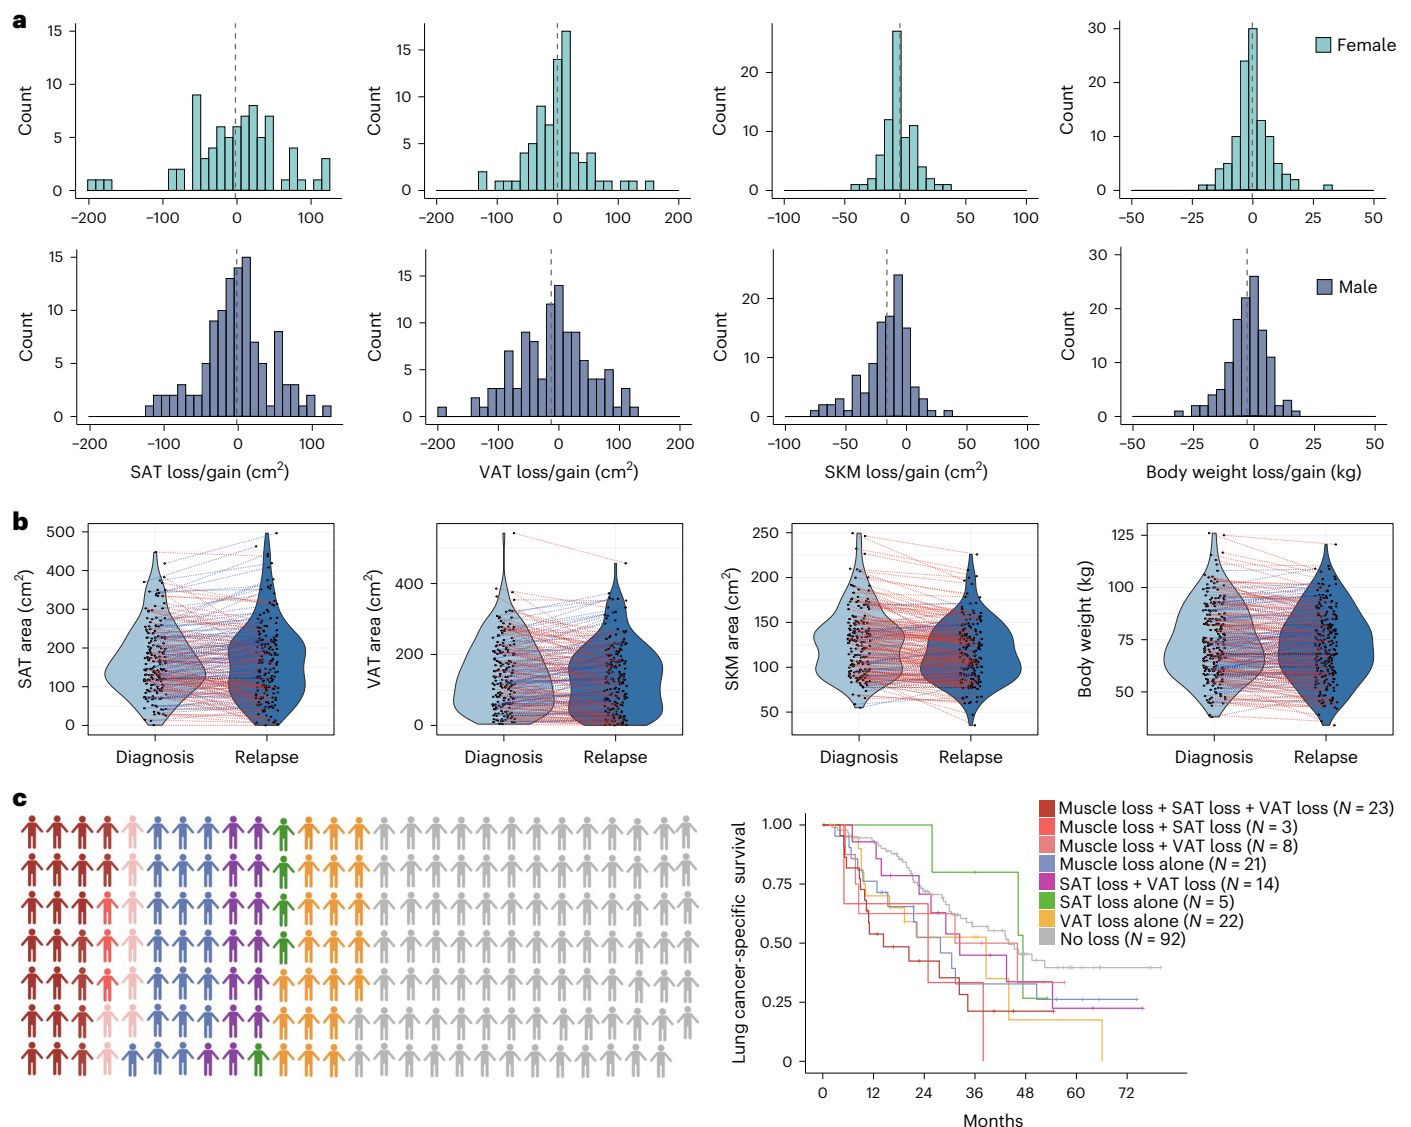 a
15
10
5
0
Count
−200
−100
0
100
15
10
5
0
Count
−200
−100
0
100
200
20
10
0
Count
−100
−50
0
50
100
30
20
10
0
Count
−50
−25
0
25
50
Female
15
10
5
0
Count
−200
−100
0
100
SAT loss/gain (cm²)
15
10
5
0
Count
−200
−100
0
100
200
VAT loss/gain (cm²)
20
10
0
Count
−100
−50
0
50
100
SKM loss/gain (cm²)
30
20
10
0
Count
−50
−25
0
25
50
Body weight loss/gain (kg)
Male
b
500
400
300
200
100
0
SAT area (cm²)
Diagnosis
Relapse
400
200
0
VAT area (cm²)
Diagnosis
Relapse
250
200
150
100
50
SKM area (cm²)
Diagnosis
Relapse
125
100
75
50
Body weight (kg)
Diagnosis
Relapse
c
1.00
0.75
0.50
0.25
0
Lung cancer-specific survival
0
12
24
36
48
60
72
Months
Muscle loss + SAT loss + VAT loss (N = 23)
Muscle loss + SAT loss (N = 3)
Muscle loss + VAT loss (N = 8)
Muscle loss alone (N = 21)
SAT loss + VAT loss (N = 14)
SAT loss alone (N = 5)
VAT loss alone (N = 22)
No loss (N = 92)